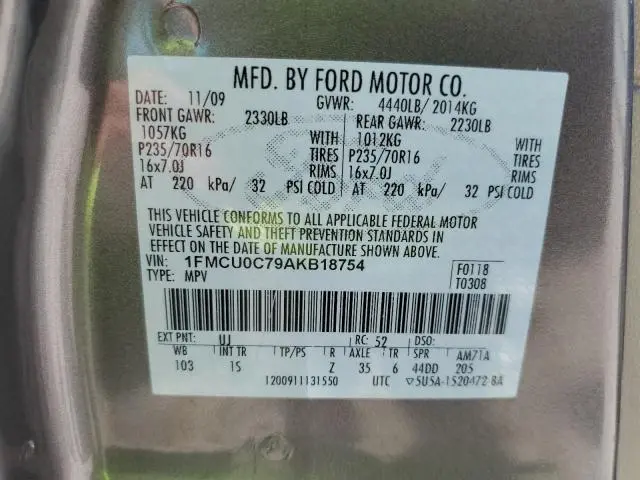 MFD. BY FORD MOTOR CO.
DATE: 11/09 GVWR: 4440LB/ 2014KG
FRONT GAWR: 2330LB REAR GAWR: 2230LB
1057KG WITH 1012KG WITH
P235/70R16 TIRES P235/70R16 TIRES
16x7.0J RIMS 16x7.0J RIMS
AT 220 kPa/ 32 PSI COLD AT 220 kPa/ 32 PSI COLD
THIS VEHICLE CONFORMS TO ALL APPLICABLE FEDERAL MOTOR
VEHICLE SAFETY AND THEFT PREVENTION STANDARDS IN
EFFECT ON THE DATE OF MANUFACTURE SHOWN ABOVE.
VIN: 1FMCU0C79AKB18754 F0118
TYPE: MPV T0308
EXT PNT: UJ RC: 52 DSO:
WB INT TR TP/PS R AXLE TR SPR AM71A
103 1S Z 35 6 44DD 205
1200911131550 UTC ▽5U5A-1520472-BA